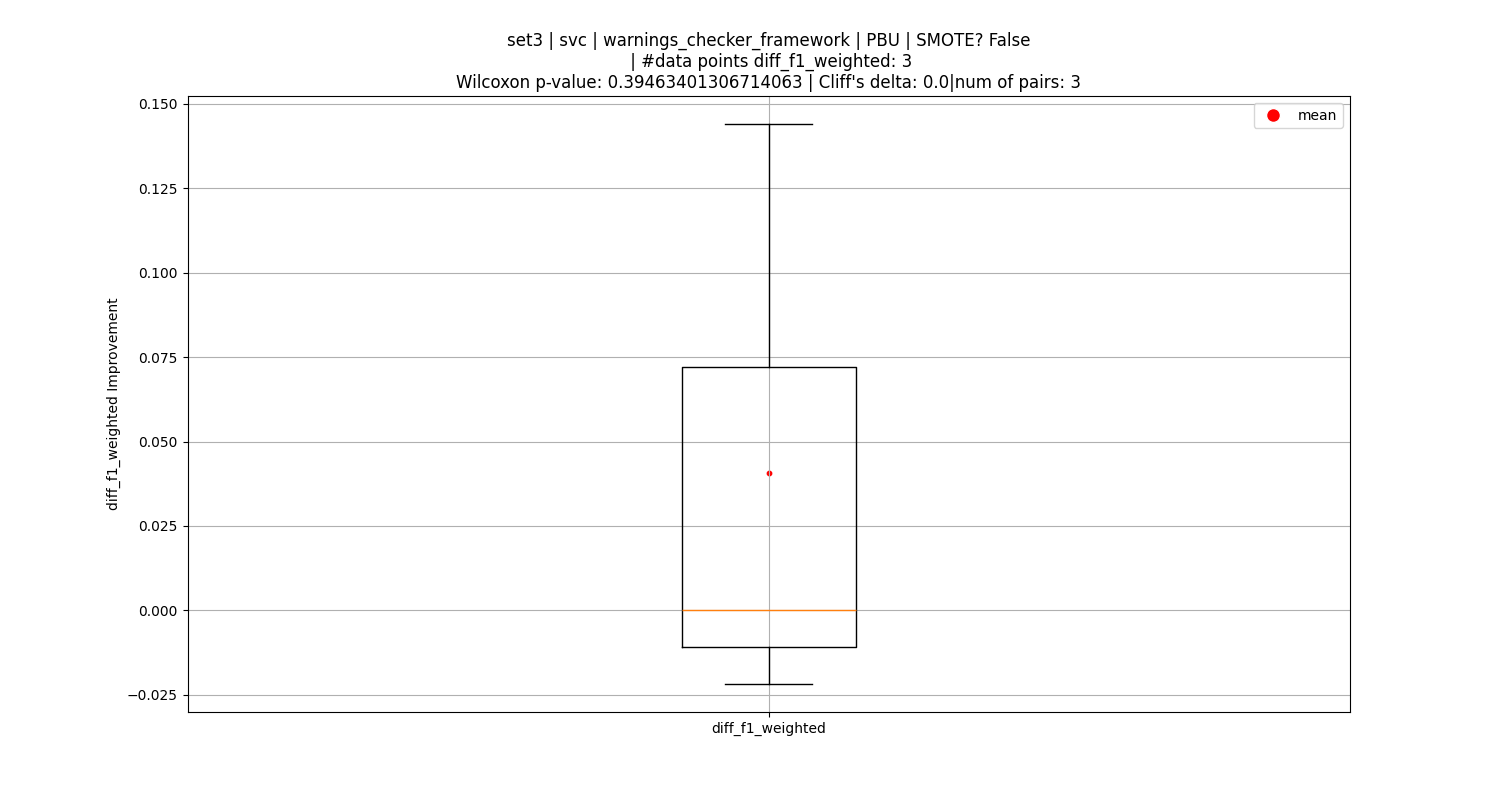 set3 | svc | warnings_checker_framework | PBU | SMOTE? False
| #data points diff_f1_weighted: 3
Wilcoxon p-value: 0.39463401306714063 | Cliff's delta: 0.0|num of pairs: 3
mean
0.150
0.125
0.100
0.075
0.050
0.025
0.000
−0.025
diff_f1_weighted Improvement
diff_f1_weighted